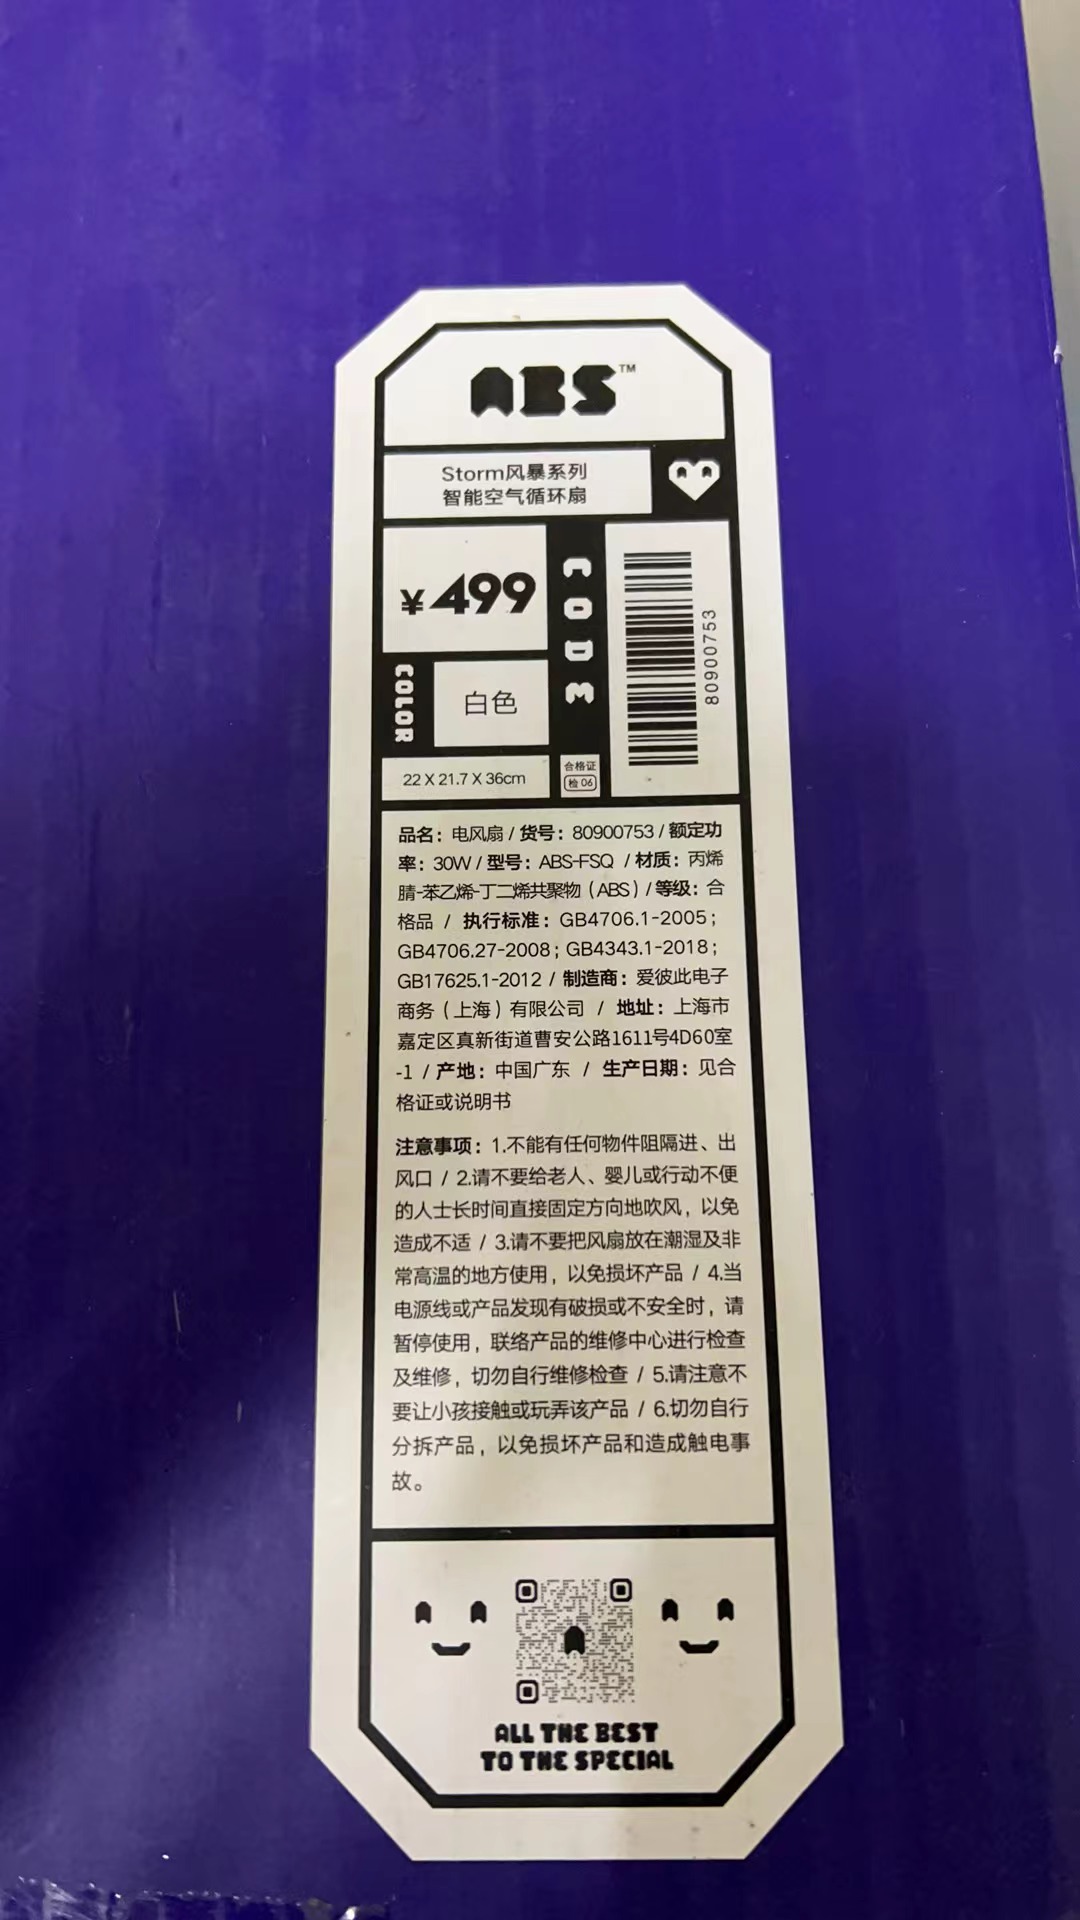 ABS™
Storm风暴系列
智能空气循环扇
¥499
CODM
80900753
COLOR
白色
22 X 21.7 X 36cm
合格证
检 06
品名：电风扇 / 货号：80900753 / 额定功
率：30W / 型号：ABS-FSQ / 材质：丙烯
腈-苯乙烯-丁二烯共聚物（ABS）/ 等级：合
格品 / 执行标准：GB4706.1-2005；
GB4706.27-2008；GB4343.1-2018；
GB17625.1-2012 / 制造商：爱彼此电子
商务（上海）有限公司 / 地址：上海市
嘉定区真新街道曹安公路1611号4D60室
-1 / 产地：中国广东 / 生产日期：见合
格证或说明书
注意事项：1.不能有任何物件阻隔进、出
风口 / 2.请不要给老人、婴儿或行动不便
的人士长时间直接固定方向地吹风，以免
造成不适 / 3.请不要把风扇放在潮湿及非
常高温的地方使用，以免损坏产品 / 4.当
电源线或产品发现有破损或不安全时，请
暂停使用，联络产品的维修中心进行检查
及维修，切勿自行维修检查 / 5.请注意不
要让小孩接触或玩弄该产品 / 6.切勿自行
分拆产品，以免损坏产品和造成触电事
故。
ALL THE BEST
TO THE SPECIAL